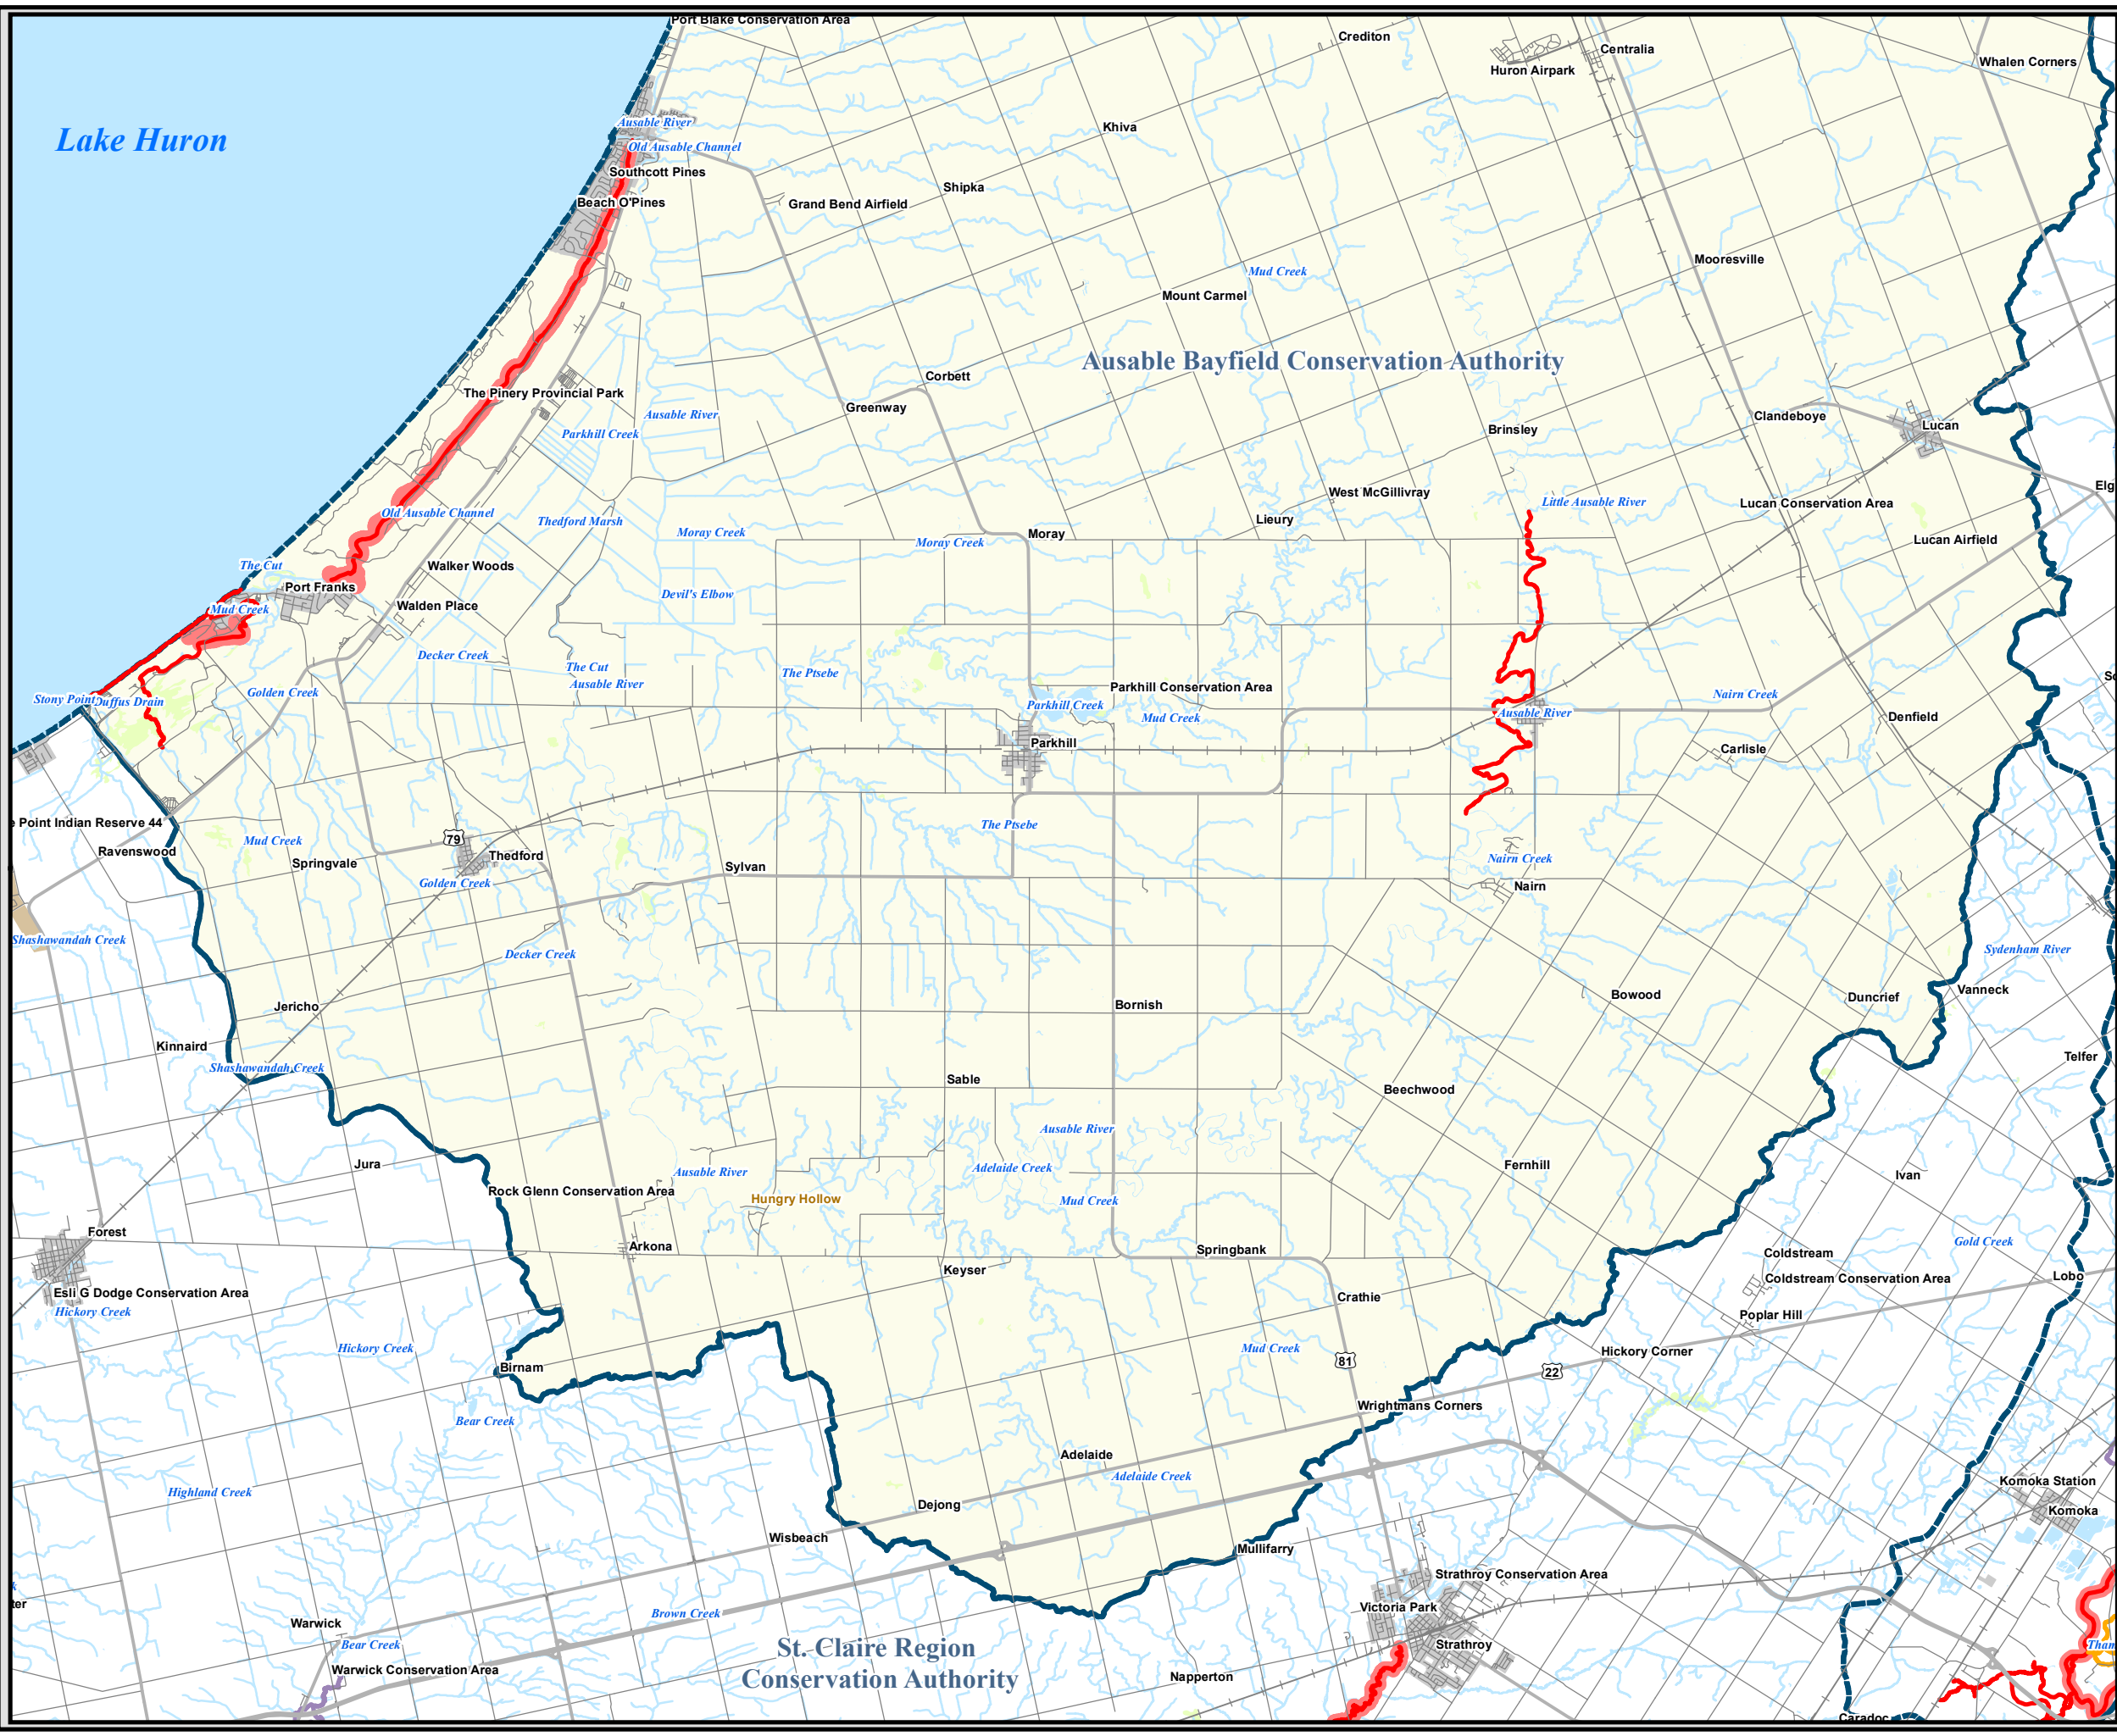 Port Blake Conservation Area
Crediton
Centralia
Whalen Corners
Huron Airpark
Lake Huron
Ausable River
Khiva
Old Ausable Channel
Southcott Pines
Shipka
Beach O'Pines
Grand Bend Airfield
Mooresville
Mud Creek
Mount Carmel
Ausable Bayfield Conservation Authority
Corbett
The Pinery Provincial Park
Greenway
Ausable River
Clandeboye
Lucan
Parkhill Creek
Brinsley
Elg
West McGillivray
Little Ausable River
Lucan Conservation Area
Old Ausable Channel
Thedford Marsh
Lieury
Moray Creek
Moray
Moray Creek
Lucan Airfield
The Cut
Walker Woods
Port Franks
Devil's Elbow
Mud Creek
Walden Place
Decker Creek
The Cut
The Ptsebe
Ausable River
Parkhill Conservation Area
Golden Creek
Nairn Creek
Stony Point
Duffus Drain
Parkhill Creek
Mud Creek
Ausable River
Denfield
Parkhill
Carlisle
e Point Indian Reserve 44
The Ptsebe
79
Mud Creek
Ravenswood
Springvale
Thedford
Nairn Creek
Sylvan
Golden Creek
Nairn
Shashawandah Creek
Sydenham River
Decker Creek
Vanneck
Bowood
Duncrief
Jericho
Bornish
Kinnaird
Telfer
Shashawandah Creek
Sable
Beechwood
Ausable River
Jura
Fernhill
Adelaide Creek
Ausable River
Ivan
Rock Glenn Conservation Area
Hungry Hollow
Mud Creek
Forest
Gold Creek
Arkona
Springbank
Coldstream
Keyser
Lobo
Coldstream Conservation Area
Esli G Dodge Conservation Area
Crathie
Hickory Creek
Poplar Hill
Hickory Creek
Mud Creek
Hickory Corner
81
Birnam
22
Wrightmans Corners
Bear Creek
Adelaide
Adelaide Creek
Komoka Station
Highland Creek
Dejong
Komoka
Wisbeach
Mullifarry
Strathroy Conservation Area
ter
Victoria Park
Brown Creek
Warwick
Bear Creek
St. Claire Region
Conservation Authority
Strathroy
Tham
Warwick Conservation Area
Napperton
Caradoc